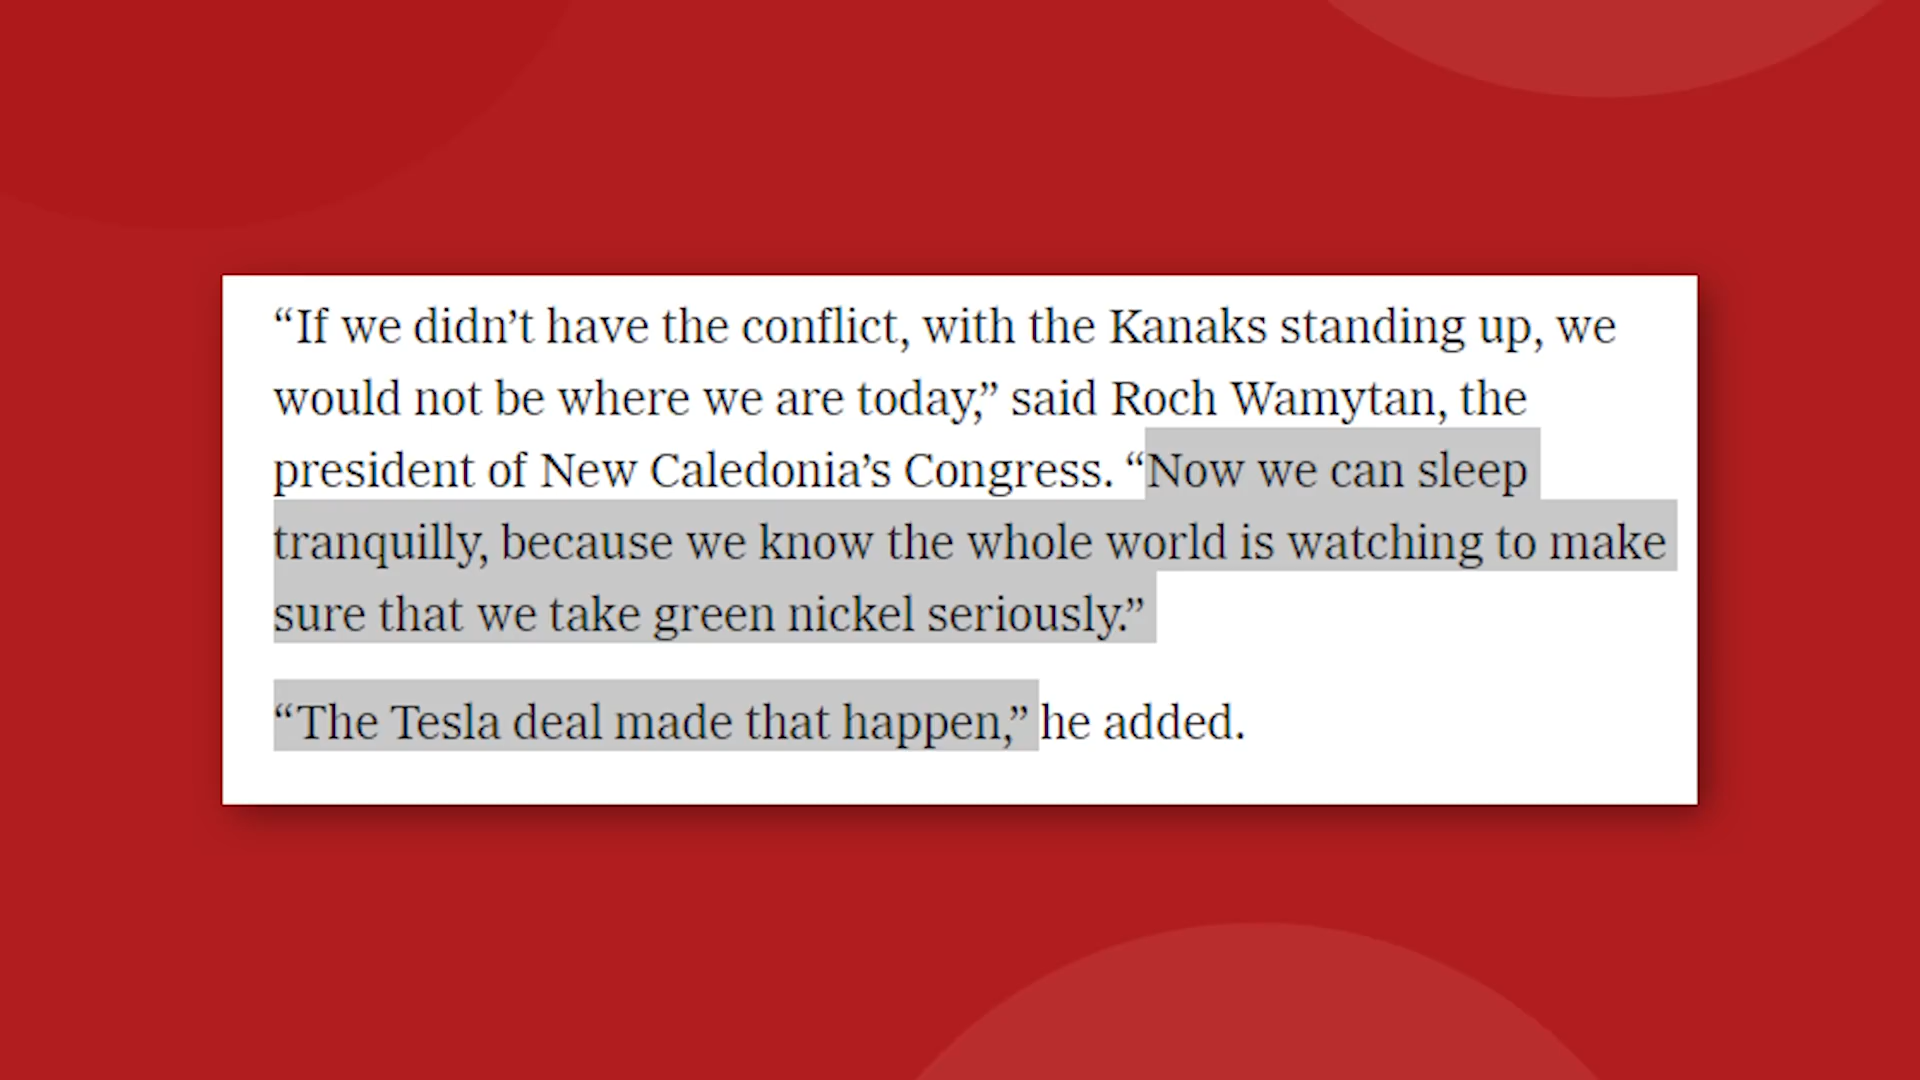 “If we didn’t have the conflict, with the Kanaks standing up, we
would not be where we are today,” said Roch Wamytan, the
president of New Caledonia’s Congress. “Now we can sleep
tranquilly, because we know the whole world is watching to make
sure that we take green nickel seriously.”
“The Tesla deal made that happen,” he added.